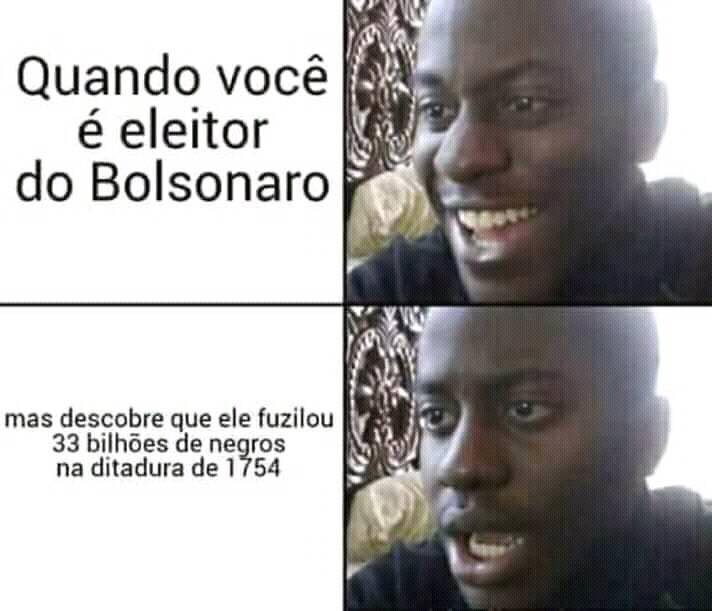 Quando você
é eleitor
do Bolsonaro
mas descobre que ele fuzilou
33 bilhões de negros
na ditadura de 1754